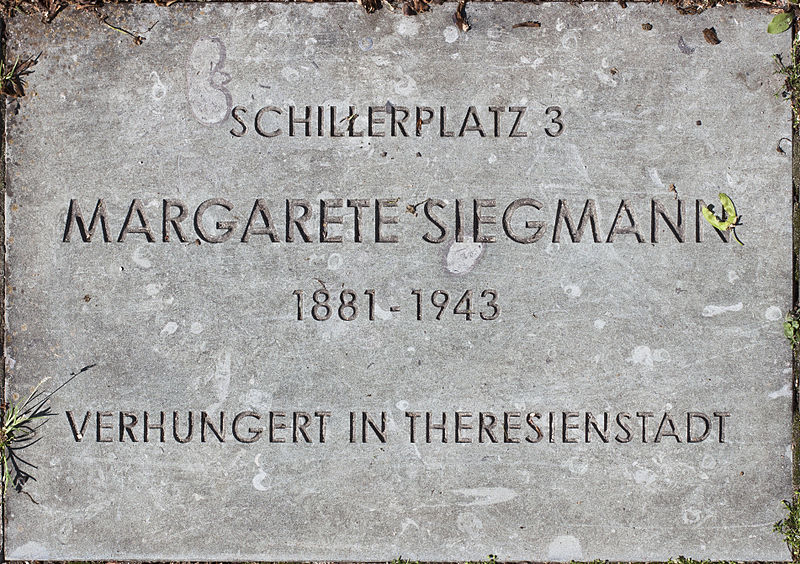 SCHILLERPLATZ 3
MARGARETE SIEGMANN
1881 - 1943
VERHUNGERT IN THERESIENSTADT